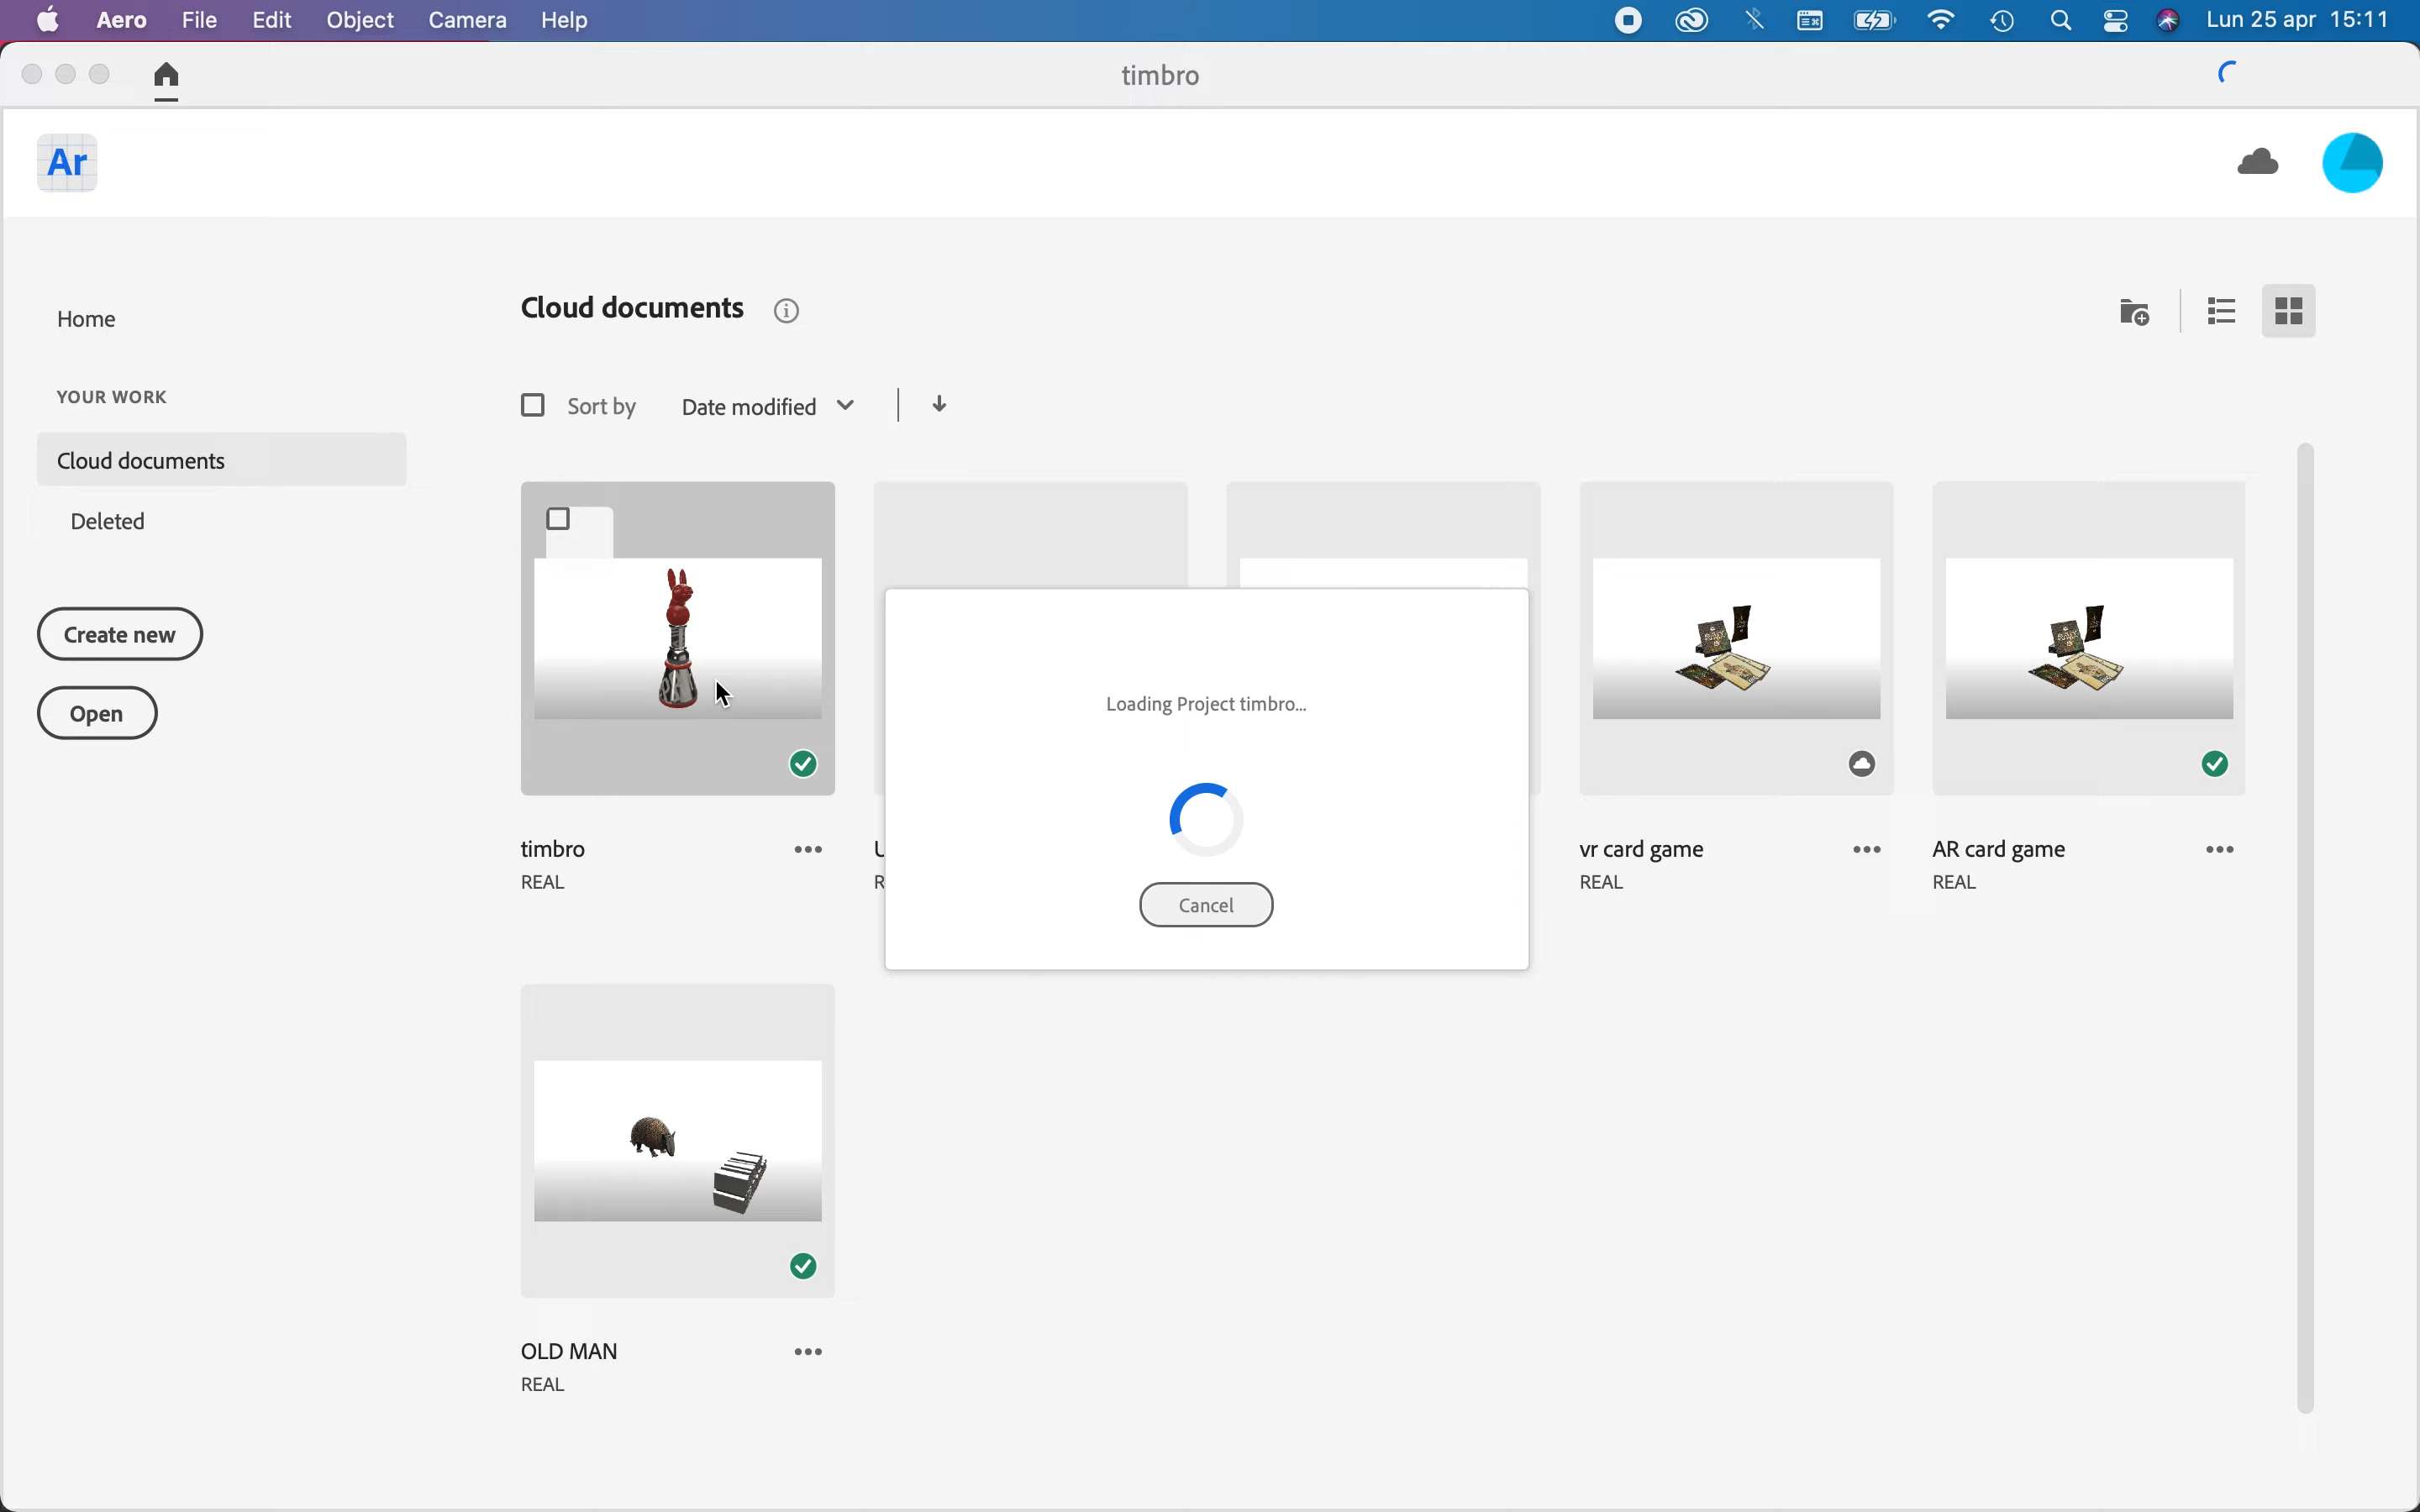 Aero File Edit Object Camera Help Lun 25 apr 15:11
timbro
Ar
Home
Cloud documents
YOUR WORK
Sort by Date modified
Cloud documents
Deleted
Create new
Open
Loading Project timbro...
Cancel
timbro
REAL
vr card game
REAL
AR card game
REAL
OLD MAN
REAL